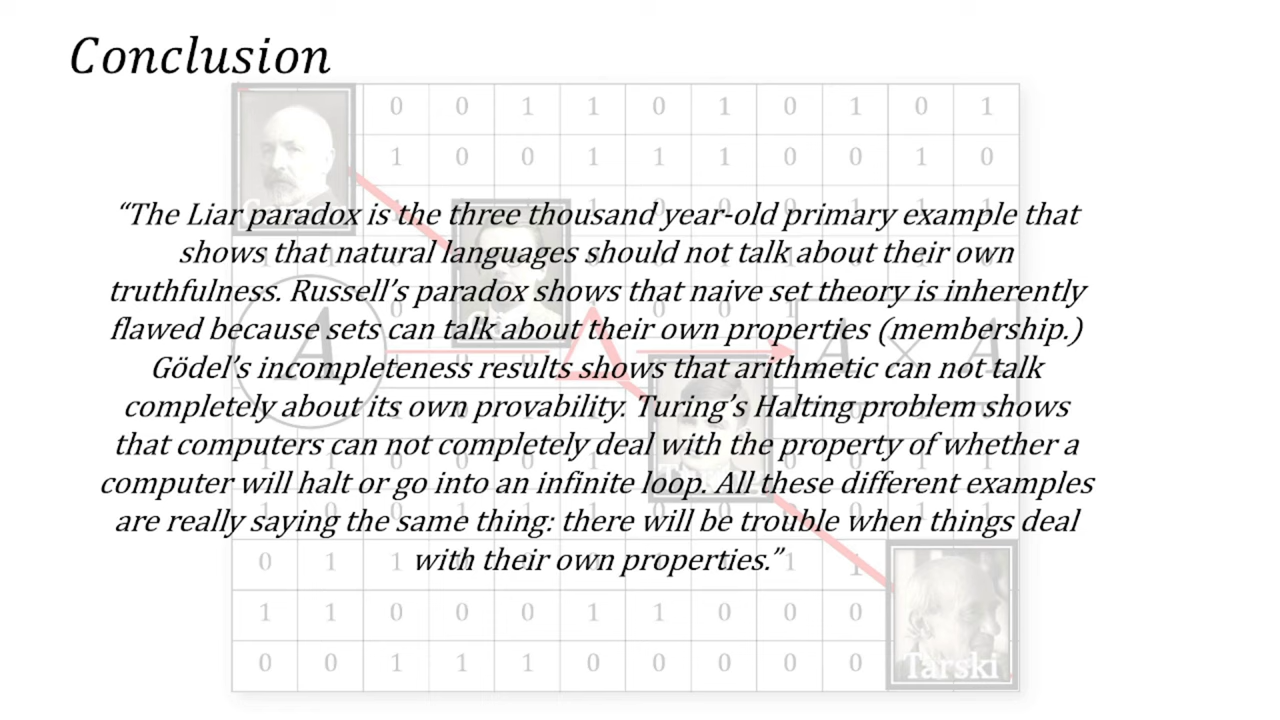 Conclusion
0 0 1 1 0 1 0 1 0 1
1 0 0 1 1 1 0 0 1 0
“The Liar paradox is the three thousand year-old primary example that
shows that natural languages should not talk about their own
truthfulness. Russell’s paradox shows that naive set theory is inherently
flawed because sets can talk about their own properties (membership.)
Gödel’s incompleteness results shows that arithmetic can not talk
completely about its own provability. Turing’s Halting problem shows
that computers can not completely deal with the property of whether a
computer will halt or go into an infinite loop. All these different examples
are really saying the same thing: there will be trouble when things deal
with their own properties.”
A
Δ
A × A
0 1 1
1 1
1 1 0 0 0 1 1 0 0 0
0 0 1 1 1 0 0 0 0 0
Tarski